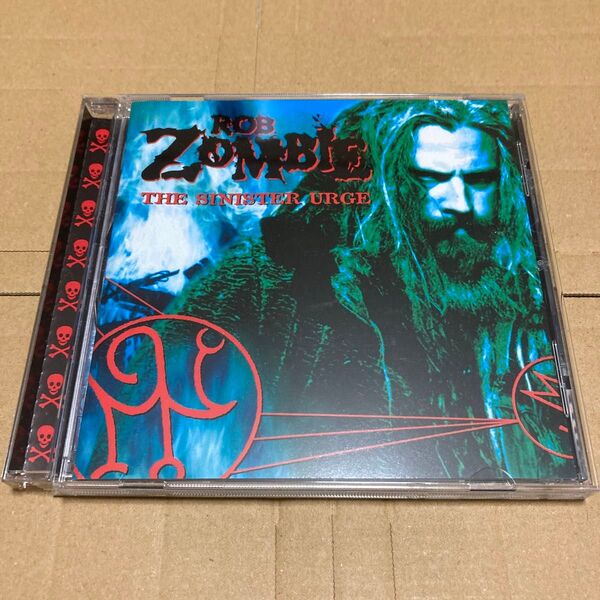 ROB
ZOMBIE
THE SINISTER URGE